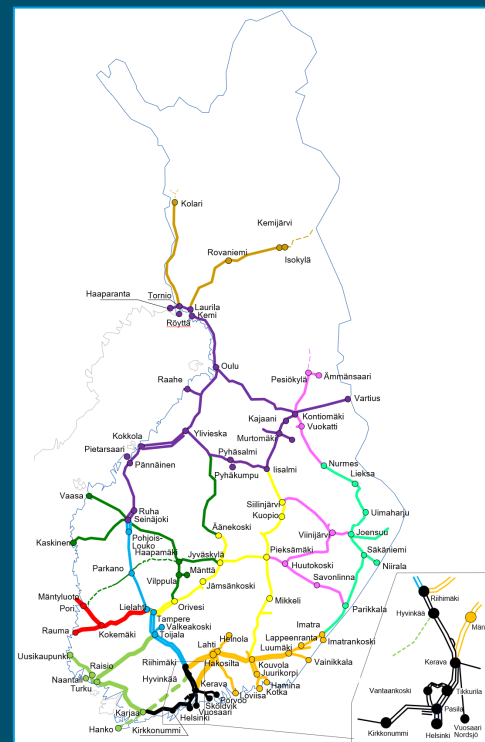 Kolari
Kemijärvi
Rovaniemi
Isokylä
Haaparanta
Tornio
Laurila
Kemi
Röyttä
Oulu
Pesiökylä
Ämmänsaari
Raahe
Vartius
Kajaani
Kontiomäki
Vuokatti
Kokkola
Ylivieska
Murtomäki
Pietarsaari
Pyhäsalmi
Pännäinen
Pyhäkumpu
Iisalmi
Nurmes
Lieksa
Vaasa
Siilinjärvi
Ruha
Kuopio
Uimaharju
Seinäjoki
Äänekoski
Pohjois-
Louko
Viinijärvi
Joensuu
Kaskinen
Haapamäki
Jyväskylä
Pieksämäki
Säkäniemi
Parkano
Mänttä
Huutokoski
Niirala
Vilppula
Jämsänkoski
Savonlinna
Mäntyluoto
Pori
Lielahti
Orivesi
Mikkeli
Parikkala
Tampere
Valkeakoski
Rauma
Kokemäki
Toijala
Heinola
Imatra
Lappeenranta
Imatrankoski
Lahti
Luumäki
Uusikaupunki
Riihimäki
Hakosilta
Kouvola
Vainikkala
Raisio
Hyvinkää
Juurikorpi
Naantali
Kerava
Hamina
Turku
Porvoo
Kotka
Sköldvik
Loviisa
Karjaa
Vuosaari
Helsinki
Hanko
Kirkkonummi
Riihimäki
Hyvinkää
Män
Kerava
Vantaankoski
Tikkurila
Pasila
Kirkkonummi
Helsinki
Vuosaari
Nordsjö